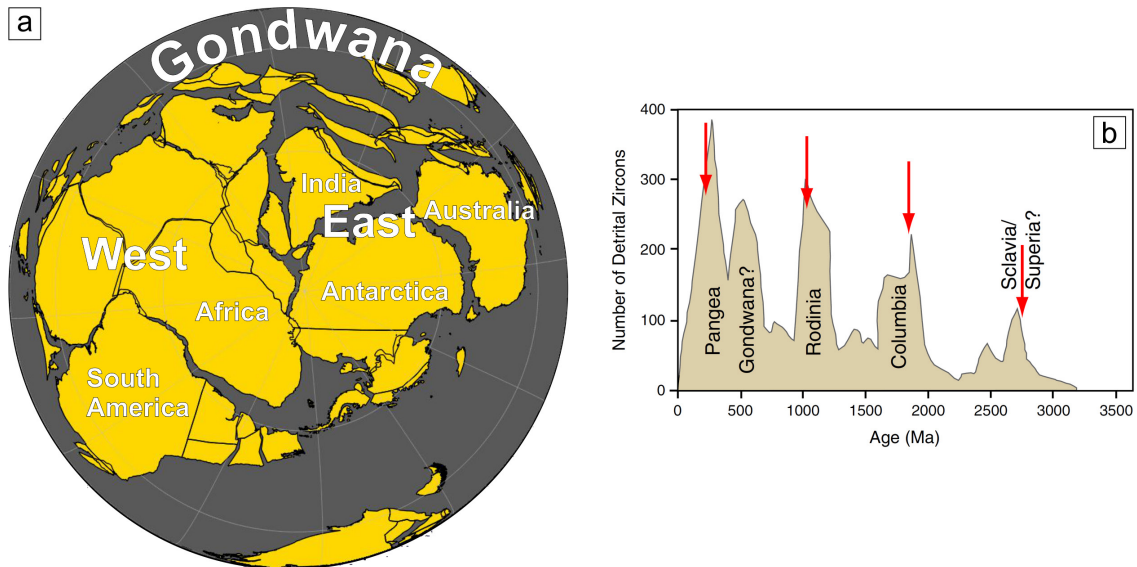 a
Gondwana
India
East
Australia
West
Antarctica
Africa
South
America
b
400
300
200
100
0
Number of Detrital Zircons
Pangea
Gondwana?
Rodinia
Columbia
Sclavia/
Superia?
0
500
1000
1500
2000
2500
3000
3500
Age (Ma)